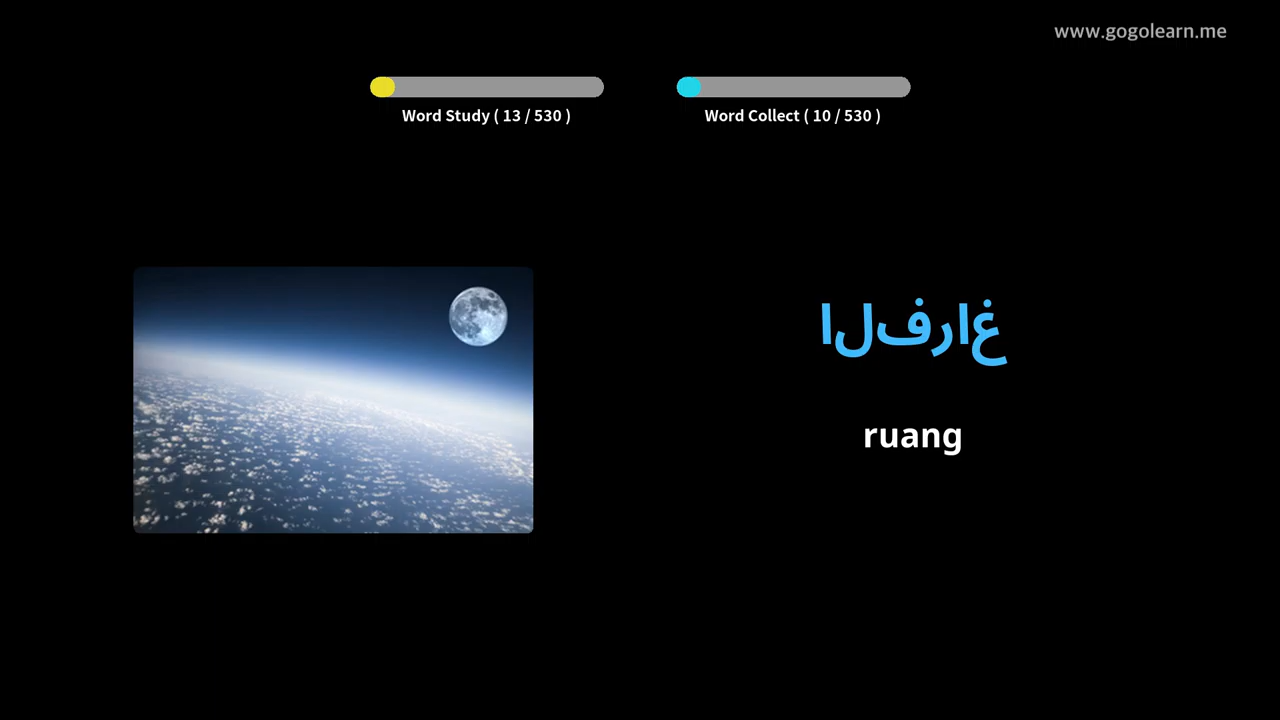 www.gogolearn.me
Word Study ( 13 / 530 )
Word Collect ( 10 / 530 )
الفراغ
ruang